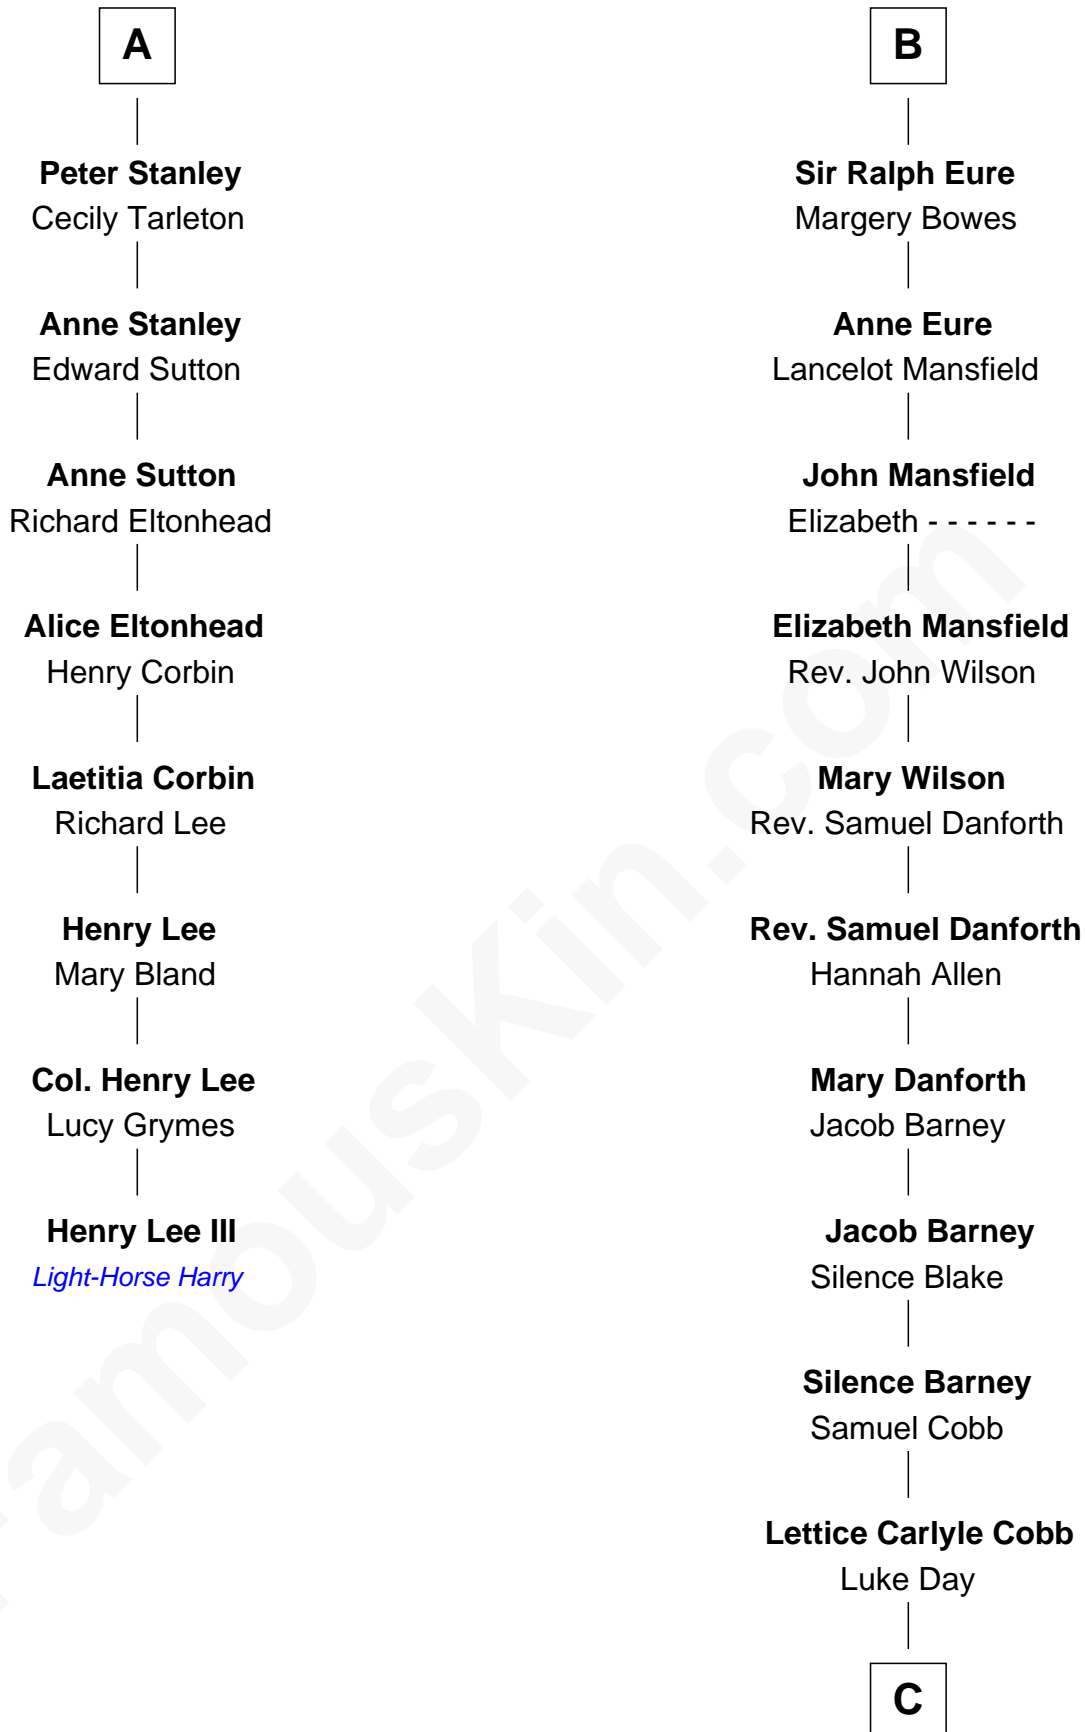 A
Peter Stanley
Cecily Tarleton
Anne Stanley
Edward Sutton
Anne Sutton
Richard Eltonhead
Alice Eltonhead
Henry Corbin
Laetitia Corbin
Richard Lee
Henry Lee
Mary Bland
Col. Henry Lee
Lucy Grymes
Henry Lee III
Light-Horse Harry
B
Sir Ralph Eure
Margery Bowes
Anne Eure
Lancelot Mansfield
John Mansfield
Elizabeth - - - - - -
Elizabeth Mansfield
Rev. John Wilson
Mary Wilson
Rev. Samuel Danforth
Rev. Samuel Danforth
Hannah Allen
Mary Danforth
Jacob Barney
Jacob Barney
Silence Blake
Silence Barney
Samuel Cobb
Lettice Carlyle Cobb
Luke Day
C
FamousKin.com